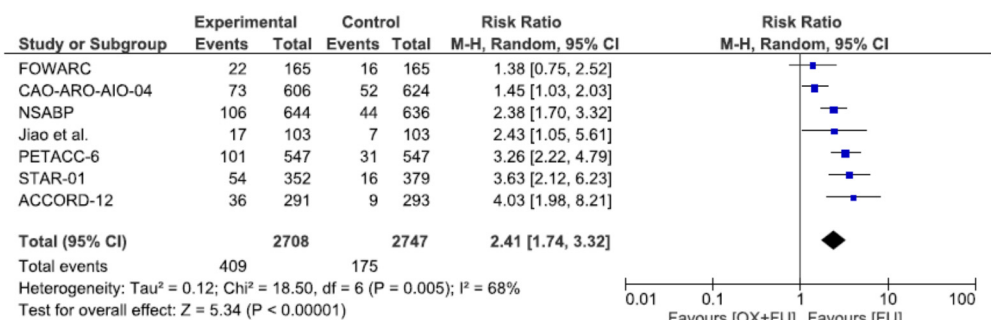 Experimental Control Risk Ratio Risk Ratio
Study or Subgroup Events Total Events Total M-H, Random, 95% CI M-H, Random, 95% CI
FOWARC 22 165 16 165 1.38 [0.75, 2.52]
CAO-ARO-AIO-04 73 606 52 624 1.45 [1.03, 2.03]
NSABP 106 644 44 636 2.38 [1.70, 3.32]
Jiao et al. 17 103 7 103 2.43 [1.05, 5.61]
PETACC-6 101 547 31 547 3.26 [2.22, 4.79]
STAR-01 54 352 16 379 3.63 [2.12, 6.23]
ACCORD-12 36 291 9 293 4.03 [1.98, 8.21]
Total (95% CI) 2708 2747 2.41 [1.74, 3.32]
Total events 409 175
Heterogeneity: Tau² = 0.12; Chi² = 18.50, df = 6 (P = 0.005); I² = 68%
Test for overall effect: Z = 5.34 (P < 0.00001)
0.01 0.1 1 10 100
Favours [OX+FU] Favours [FU]